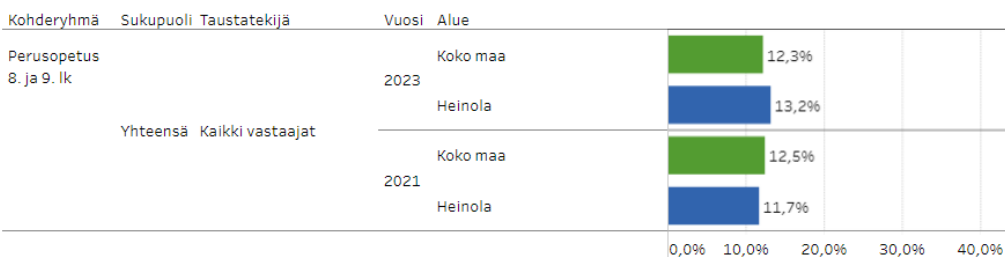 Kohderyhmä Sukupuoli Taustatekijä Vuosi Alue
Perusopetus
8. ja 9. lk
Yhteensä Kaikki vastaajat
2023
Koko maa 12,3%
Heinola 13,2%
2021
Koko maa 12,5%
Heinola 11,7%
0,0% 10,0% 20,0% 30,0% 40,0%